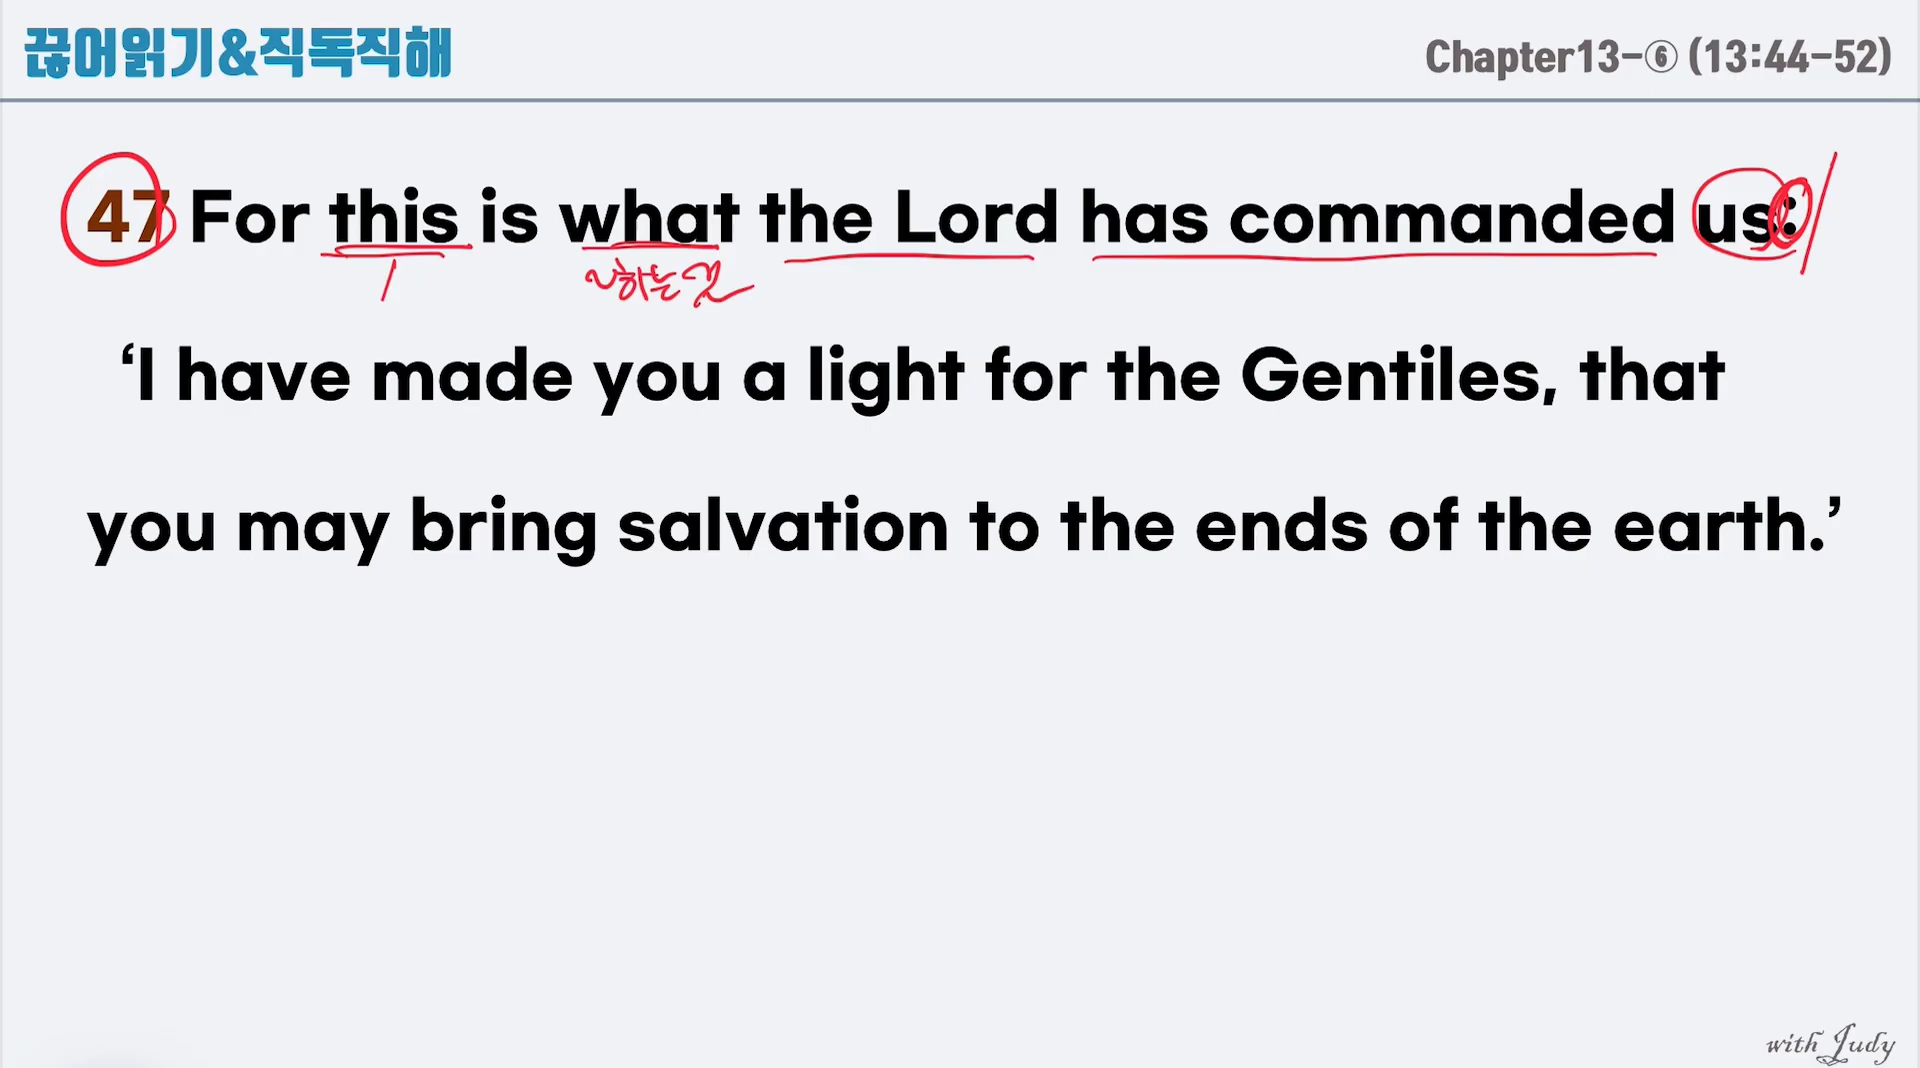 끊어읽기&직독직해
Chapter13-⑥ (13:44-52)
47 For this is what the Lord has commanded us:
~하는 것
‘I have made you a light for the Gentiles, that
you may bring salvation to the ends of the earth.’
with Judy